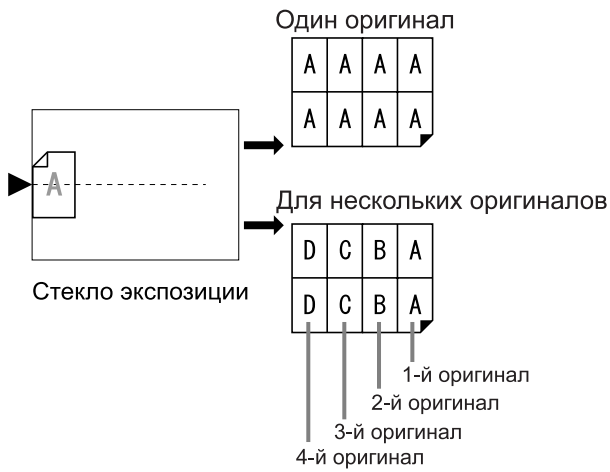 Один оригинал
A A A A
A A A A
A
Для нескольких оригиналов
D C B A
D C B A
Стекло экспозиции
1-й оригинал
2-й оригинал
3-й оригинал
4-й оригинал